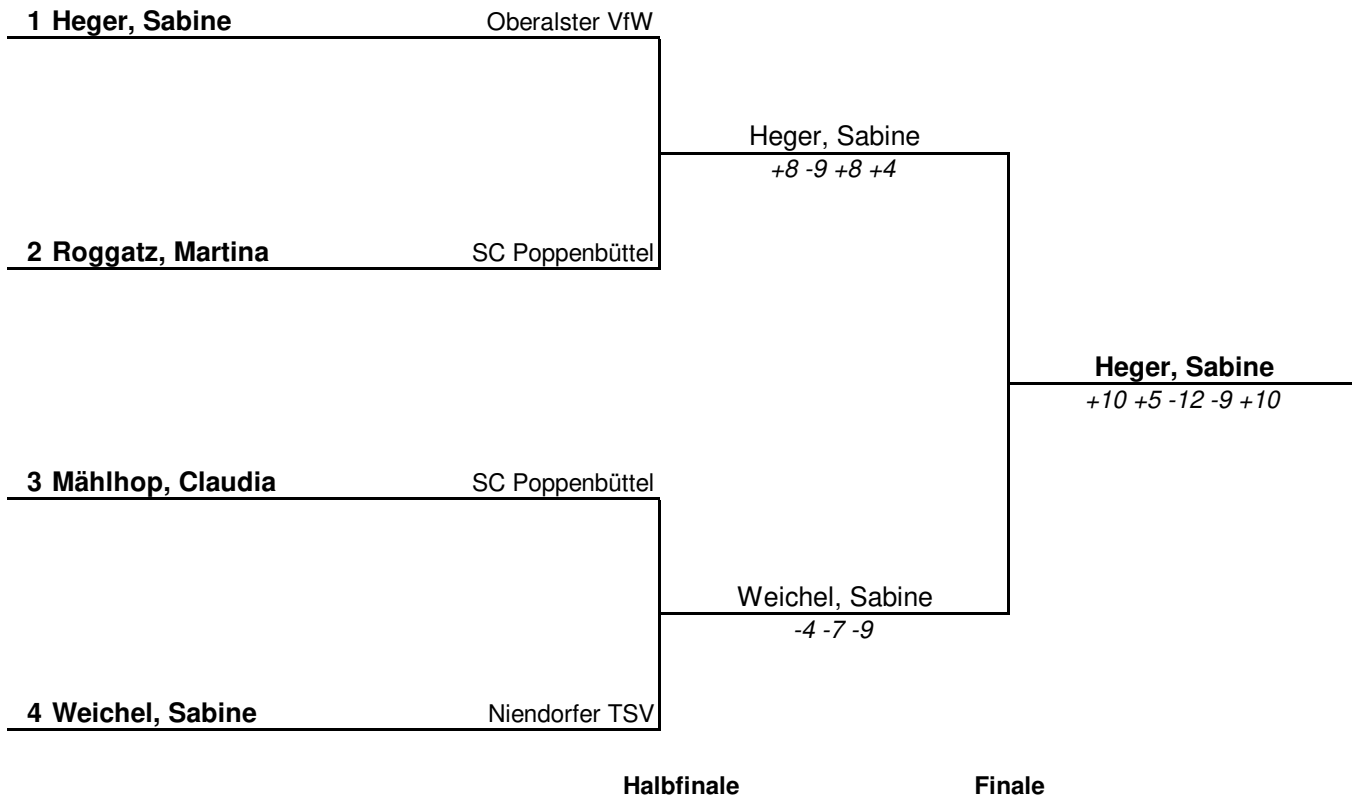 1 Heger, Sabine Oberalster VfW
Heger, Sabine
+8 -9 +8 +4
2 Roggatz, Martina SC Poppenbüttel
Heger, Sabine
+10 +5 -12 -9 +10
3 Mählhop, Claudia SC Poppenbüttel
Weichel, Sabine
-4 -7 -9
4 Weichel, Sabine Niendorfer TSV
Halbfinale Finale